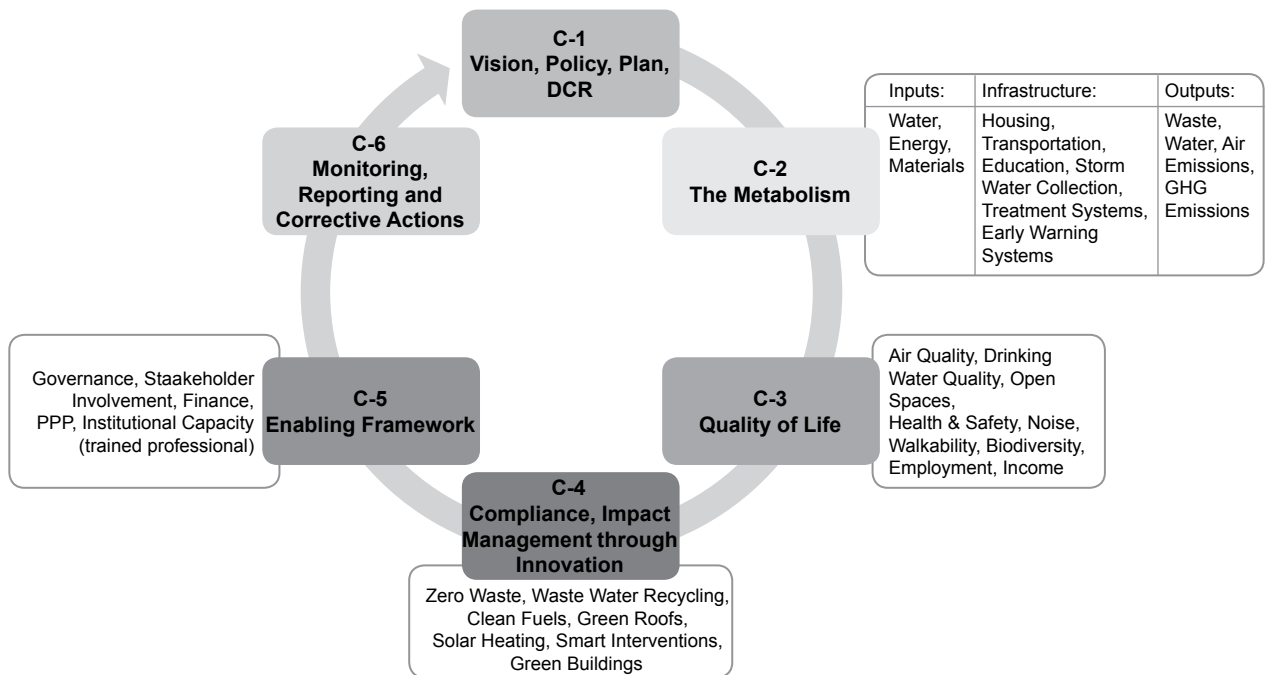 C-1
Vision, Policy, Plan,
DCR
C-2
The Metabolism
Inputs:
Water,
Energy,
Materials
Infrastructure:
Housing,
Transportation,
Education, Storm
Water Collection,
Treatment Systems,
Early Warning
Systems
Outputs:
Waste,
Water, Air
Emissions,
GHG
Emissions
C-3
Quality of Life
Air Quality, Drinking
Water Quality, Open
Spaces,
Health & Safety, Noise,
Walkability, Biodiversity,
Employment, Income
C-4
Compliance, Impact
Management through
Innovation
Zero Waste, Waste Water Recycling,
Clean Fuels, Green Roofs,
Solar Heating, Smart Interventions,
Green Buildings
C-5
Enabling Framework
Governance, Staakeholder
Involvement, Finance,
PPP, Institutional Capacity
(trained professional)
C-6
Monitoring,
Reporting and
Corrective Actions